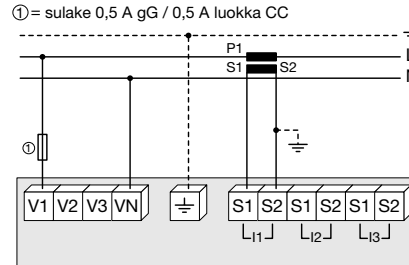 ① = sulake 0,5 A gG / 0,5 A luokka CC
P1
L
S1 S2
N
①
V1 V2 V3 VN S1 S2 S1 S2 S1 S2
I1 I2 I3